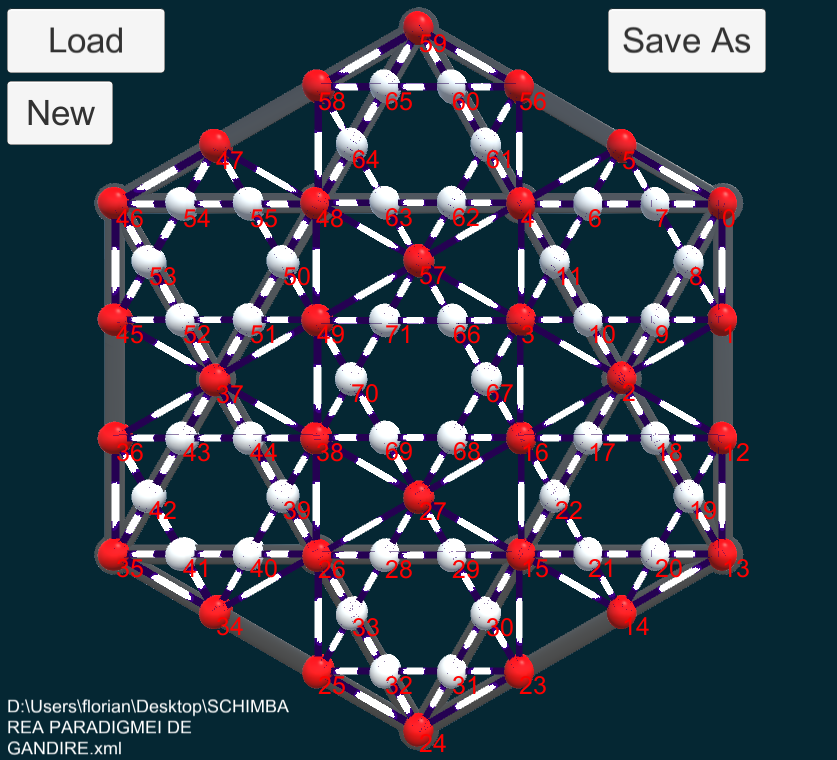 Load
Save As
New
59
58 65 60 56
47 64 61 5
46 54 55 48 63 62 4 6 7 0
53 50 57 11 8
45 52 51 49 71 66 3 10 9 1
37 70 67 2
36 43 44 38 69 68 16 17 18 12
42 39 27 22 19
35 41 40 26 28 29 15 21 20 13
34 33 30 14
25 32 31 23
24
D:\Users\florian\Desktop\SCHIMBA
REA PARADIGMEI DE
GANDIRE.xml